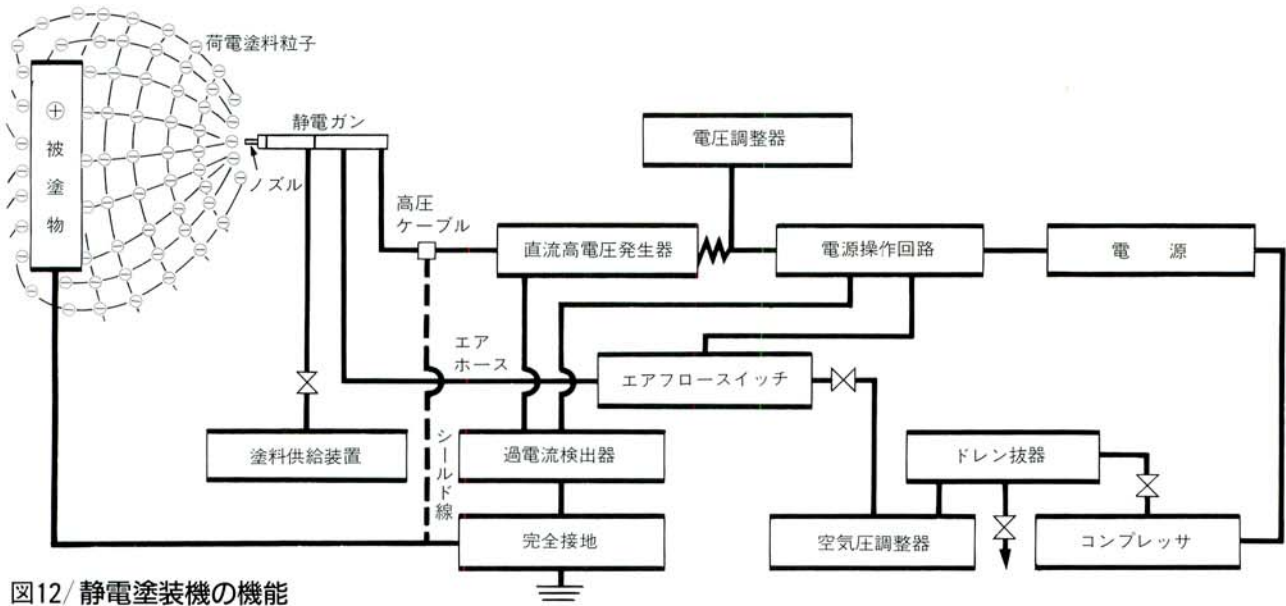 荷電塗料粒子
⊕被塗物
静電ガン
ノズル
高圧
ケーブル
電圧調整器
直流高電圧発生器
電源操作回路
電 源
エア
ホース
エアフロースイッチ
塗料供給装置
シールド線
過電流検出器
ドレン抜器
完全接地
空気圧調整器
コンプレッサ
図12/静電塗装機の機能